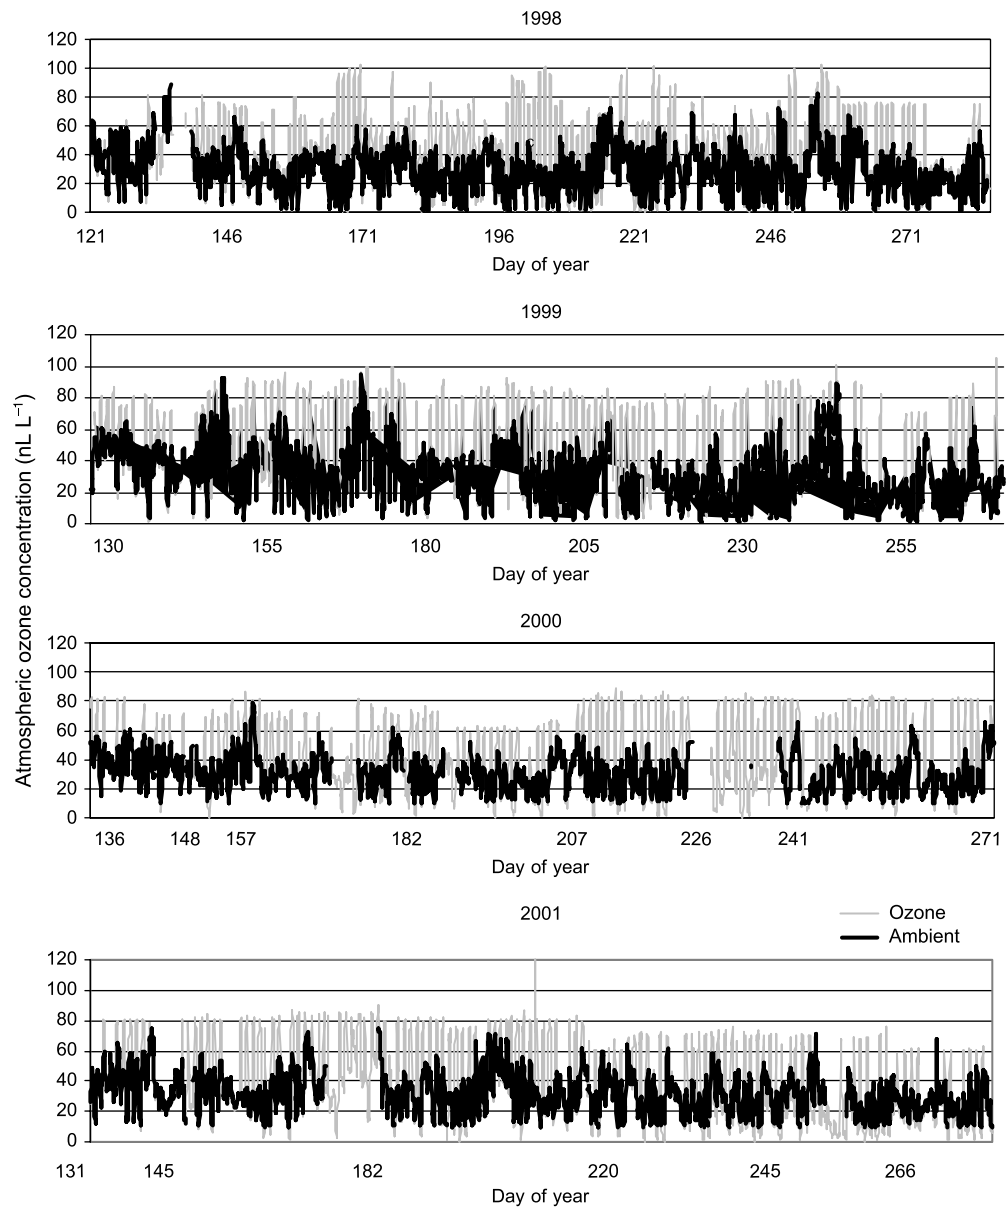 1998
120
100
80
60
40
20
0
121 146 171 196 221 246 271
Day of year
1999
120
100
80
60
40
20
0
130 155 180 205 230 255
Day of year
Atmospheric ozone concentration (nL L⁻¹)
2000
120
100
80
60
40
20
0
136 148 157 182 207 226 241 271
Day of year
2001
Ozone
Ambient
120
100
80
60
40
20
0
131 145 182 220 245 266
Day of year